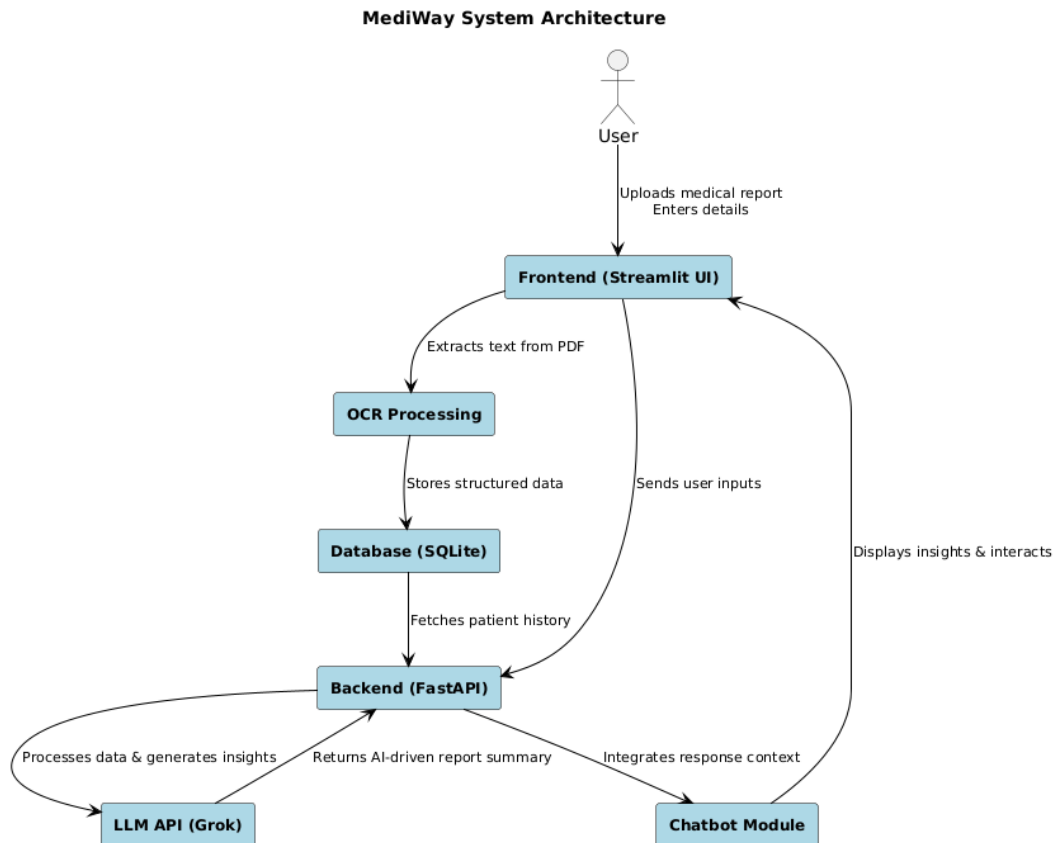 MediWay System Architecture
User
Uploads medical report
Enters details
Frontend (Streamlit UI)
Extracts text from PDF
OCR Processing
Stores structured data
Sends user inputs
Database (SQLite)
Displays insights & interacts
Fetches patient history
Backend (FastAPI)
Processes data & generates insights
Returns AI-driven report summary
Integrates response context
LLM API (Grok)
Chatbot Module